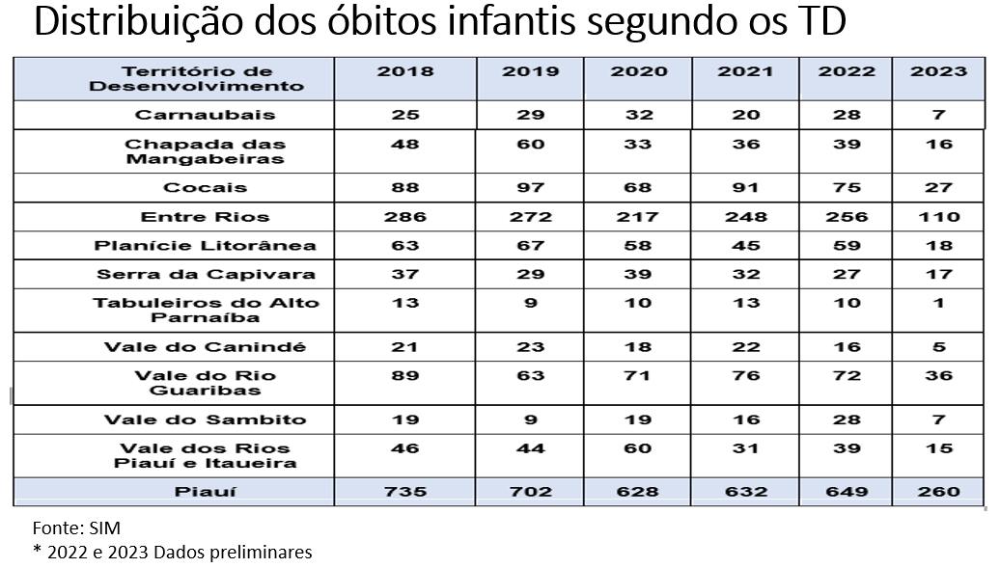 Distribuição dos óbitos infantis segundo os TD
Território de Desenvolvimento 2018 2019 2020 2021 2022 2023
Carnaubais 25 29 32 20 28 7
Chapada das Mangabeiras 48 60 33 36 39 16
Cocais 88 97 68 91 75 27
Entre Rios 286 272 217 248 256 110
Planície Litorânea 63 67 58 45 59 18
Serra da Capivara 37 29 39 32 27 17
Tabuleiros do Alto Parnaíba 13 9 10 13 10 1
Vale do Canindé 21 23 18 22 16 5
Vale do Rio Guaribas 89 63 71 76 72 36
Vale do Sambito 19 9 19 16 28 7
Vale dos Rios Piauí e Itaueira 46 44 60 31 39 15
Piauí 735 702 628 632 649 260
Fonte: SIM
* 2022 e 2023 Dados preliminares